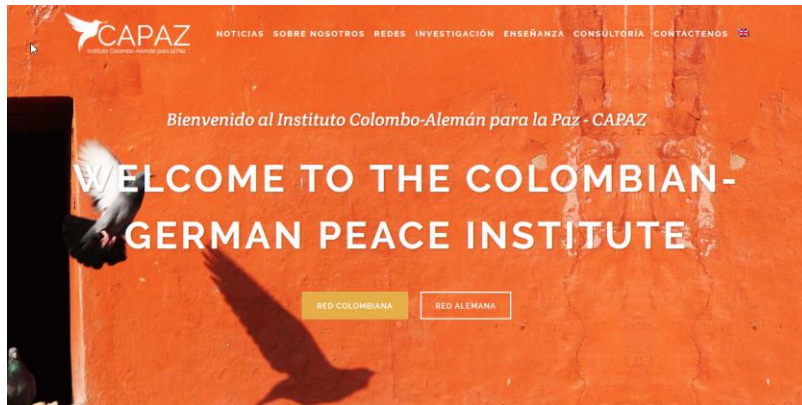 CAPAZ
Instituto Colombo-Alemán para la Paz
NOTICIAS SOBRE NOSOTROS REDES INVESTIGACIÓN ENSEÑANZA CONSULTORÍA CONTÁCTENOS
Bienvenido al Instituto Colombo-Alemán para la Paz - CAPAZ
WELCOME TO THE COLOMBIAN-
GERMAN PEACE INSTITUTE
RED COLOMBIANA RED ALEMANA